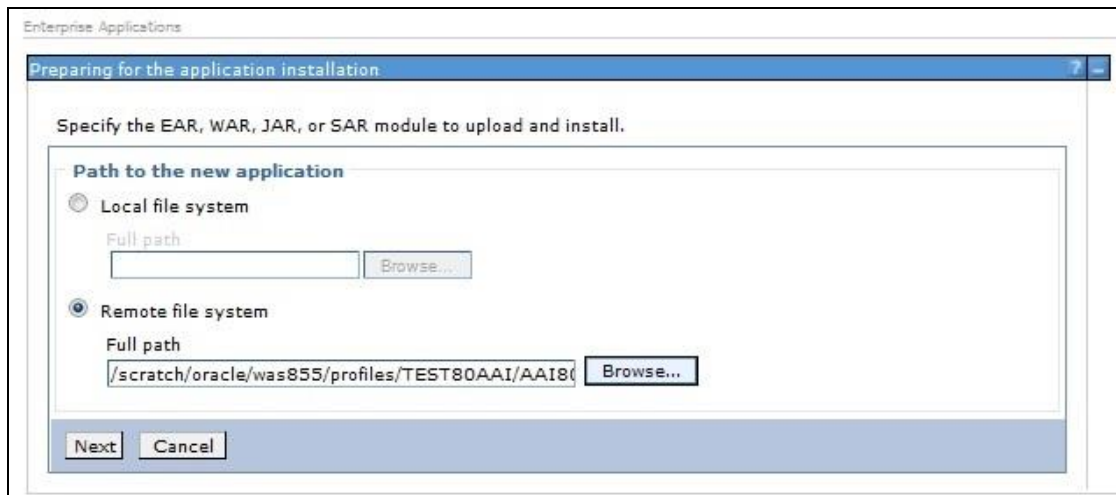 Enterprise Applications
Preparing for the application installation ? –
Specify the EAR, WAR, JAR, or SAR module to upload and install.
Path to the new application
Local file system
Full path
Browse...
Remote file system
Full path
/scratch/oracle/was855/profiles/TEST80AAI/AAI80 Browse...
Next Cancel